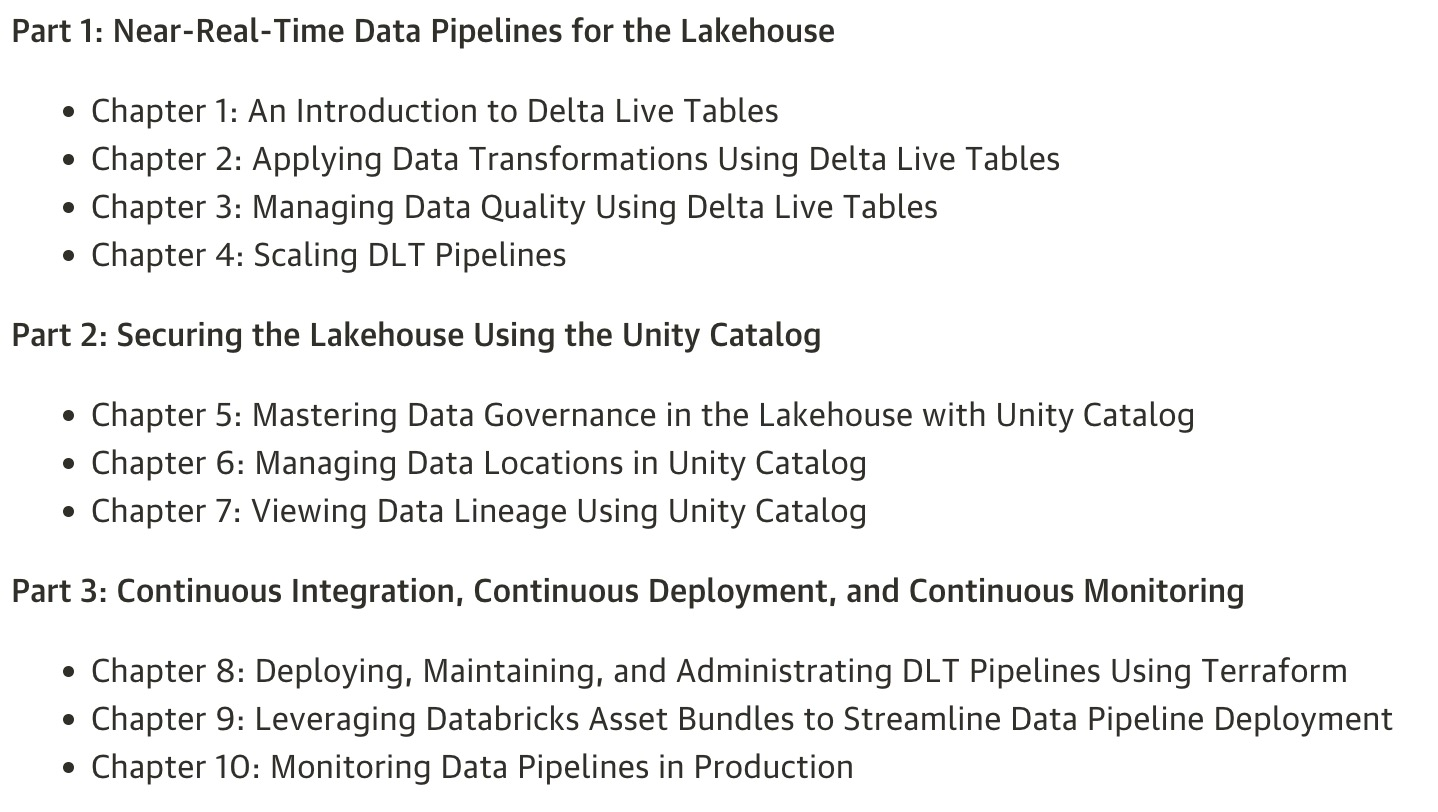 Part 1: Near-Real-Time Data Pipelines for the Lakehouse
• Chapter 1: An Introduction to Delta Live Tables
• Chapter 2: Applying Data Transformations Using Delta Live Tables
• Chapter 3: Managing Data Quality Using Delta Live Tables
• Chapter 4: Scaling DLT Pipelines
Part 2: Securing the Lakehouse Using the Unity Catalog
• Chapter 5: Mastering Data Governance in the Lakehouse with Unity Catalog
• Chapter 6: Managing Data Locations in Unity Catalog
• Chapter 7: Viewing Data Lineage Using Unity Catalog
Part 3: Continuous Integration, Continuous Deployment, and Continuous Monitoring
• Chapter 8: Deploying, Maintaining, and Administrating DLT Pipelines Using Terraform
• Chapter 9: Leveraging Databricks Asset Bundles to Streamline Data Pipeline Deployment
• Chapter 10: Monitoring Data Pipelines in Production